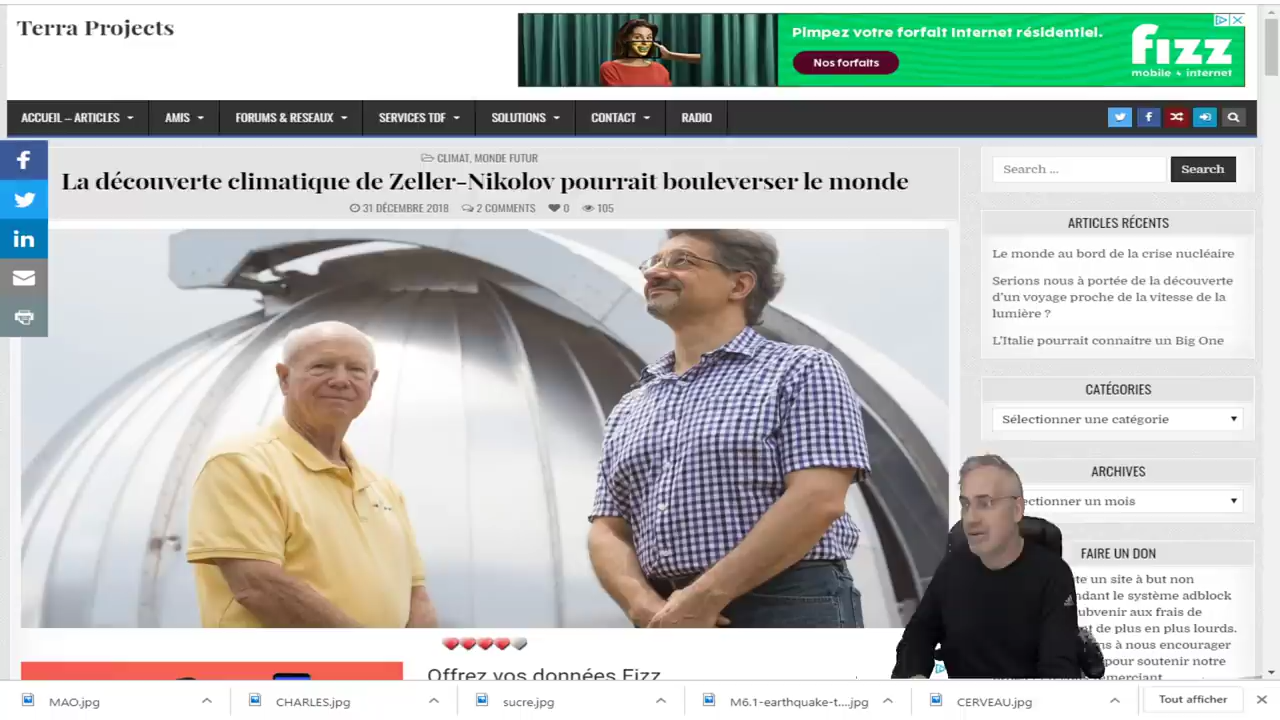 Terra Projects
Pimpez votre forfait Internet résidentiel.
Nos forfaits
fizz
mobile + internet
ACCUEIL – ARTICLES
AMIS
FORUMS & RESEAUX
SERVICES TDF
SOLUTIONS
CONTACT
RADIO
CLIMAT, MONDE FUTUR
La découverte climatique de Zeller-Nikolov pourrait bouleverser le monde
31 DÉCEMBRE 2018
2 COMMENTS
0
105
Search ...
Search
ARTICLES RÉCENTS
Le monde au bord de la crise nucléaire
Serions nous à portée de la découverte
d'un voyage proche de la vitesse de la
lumière ?
L'Italie pourrait connaitre un Big One
CATÉGORIES
Sélectionner une catégorie
ARCHIVES
ectionner un mois
FAIRE UN DON
te un site à but non
ndant le système adblock
ubvenir aux frais de
t de plus en plus lourds.
ns à nous encourager
pour soutenir notre
Offrez vos données Fizz
MAO.jpg
CHARLES.jpg
sucre.jpg
M6.1-earthquake-t....jpg
CERVEAU.jpg
Tout afficher